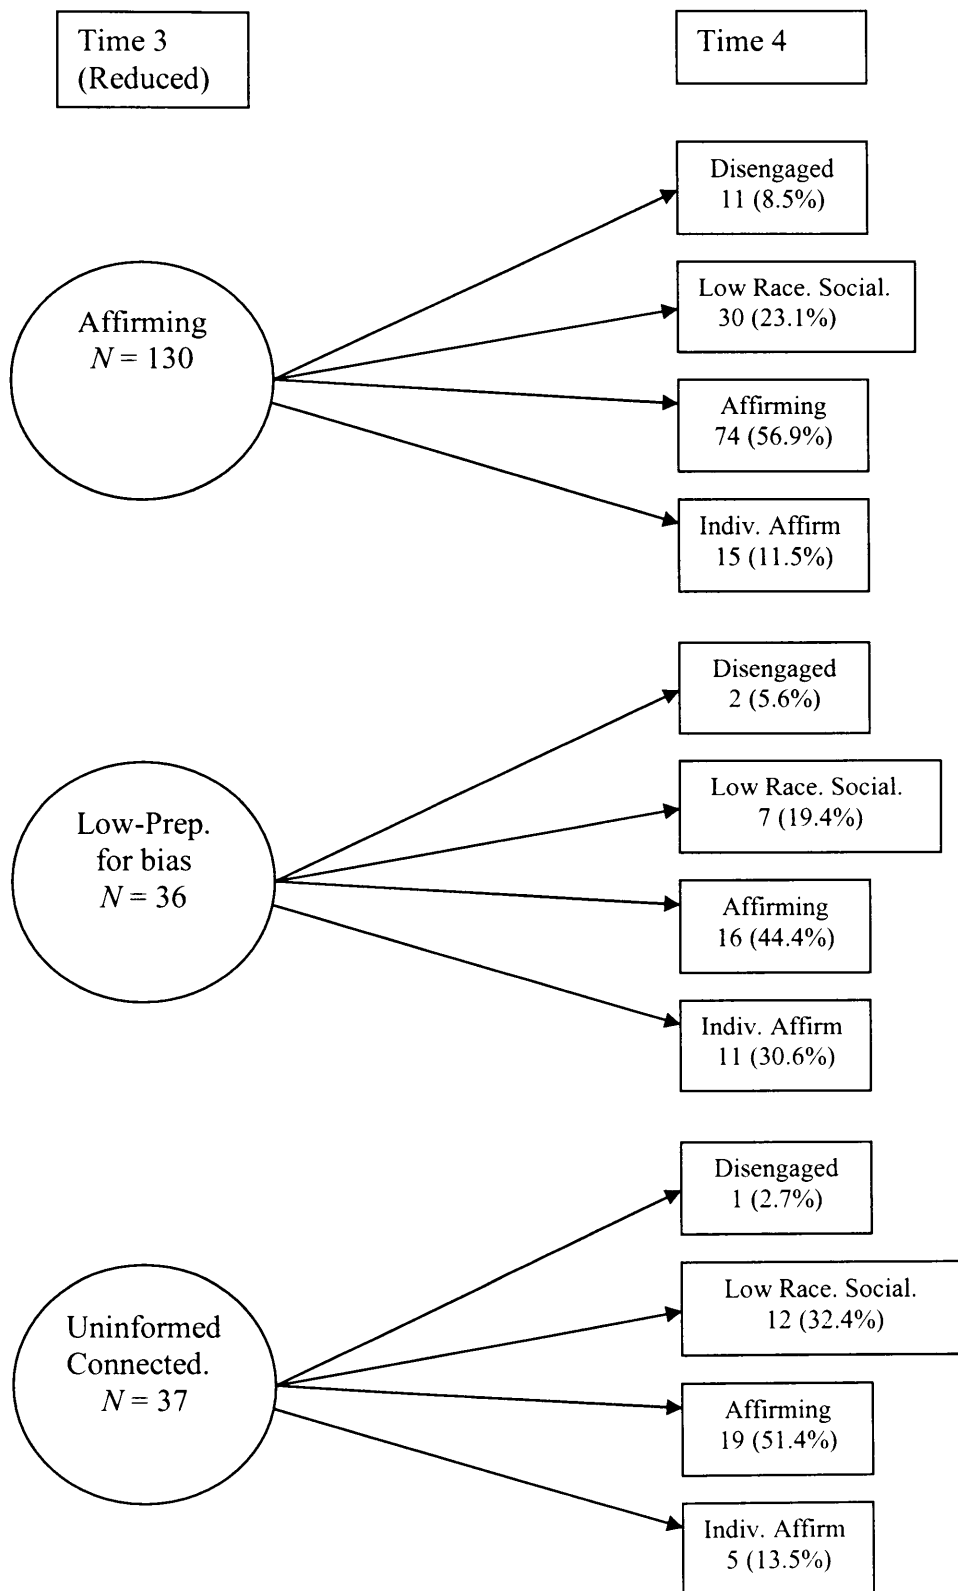 Time 3
(Reduced)
Time 4
Affirming
N = 130
Disengaged
11 (8.5%)
Low Race. Social.
30 (23.1%)
Affirming
74 (56.9%)
Indiv. Affirm
15 (11.5%)
Low-Prep.
for bias
N = 36
Disengaged
2 (5.6%)
Low Race. Social.
7 (19.4%)
Affirming
16 (44.4%)
Indiv. Affirm
11 (30.6%)
Uninformed
Connected.
N = 37
Disengaged
1 (2.7%)
Low Race. Social.
12 (32.4%)
Affirming
19 (51.4%)
Indiv. Affirm
5 (13.5%)